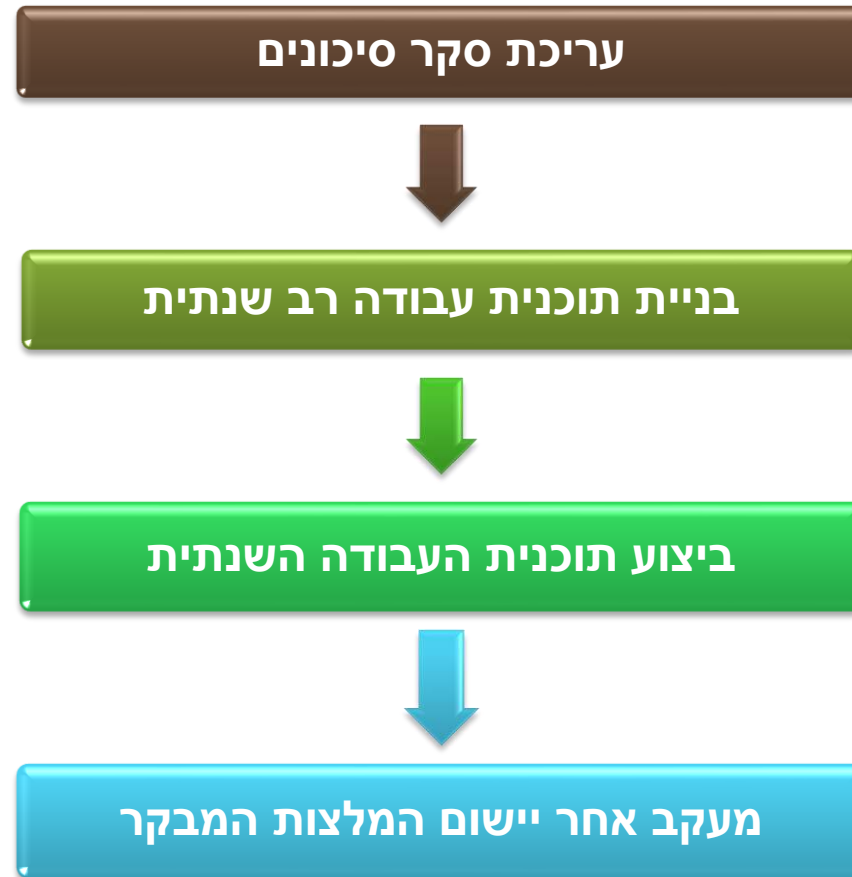 עריכת סקר סיכונים
בניית תוכנית עבודה רב שנתית
ביצוע תוכנית העבודה השנתית
מעקב אחר יישום המלצות המבקר